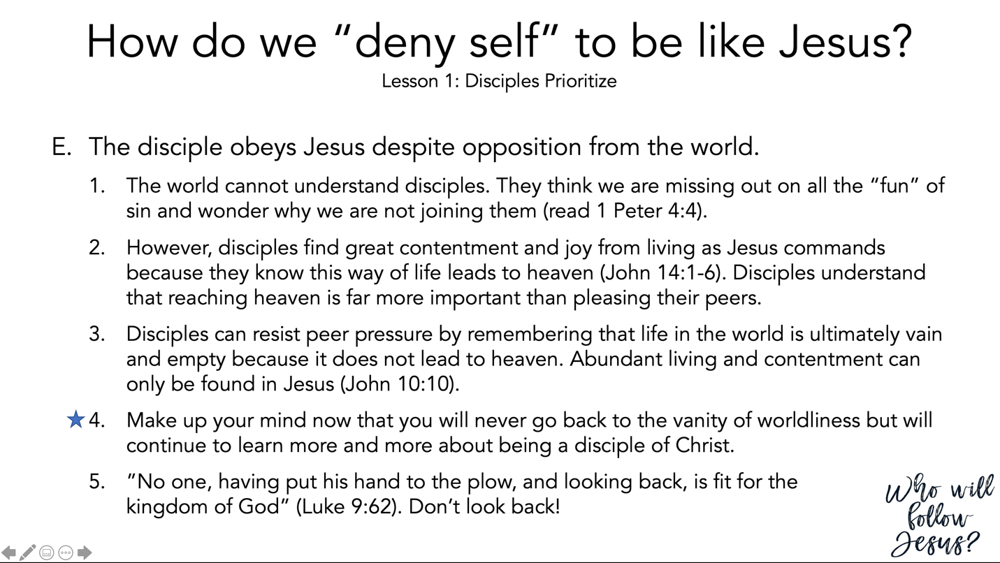 How do we “deny self” to be like Jesus?
Lesson 1: Disciples Prioritize
E. The disciple obeys Jesus despite opposition from the world.
1. The world cannot understand disciples. They think we are missing out on all the “fun” of
sin and wonder why we are not joining them (read 1 Peter 4:4).
2. However, disciples find great contentment and joy from living as Jesus commands
because they know this way of life leads to heaven (John 14:1-6). Disciples understand
that reaching heaven is far more important than pleasing their peers.
3. Disciples can resist peer pressure by remembering that life in the world is ultimately vain
and empty because it does not lead to heaven. Abundant living and contentment can
only be found in Jesus (John 10:10).
4. Make up your mind now that you will never go back to the vanity of worldliness but will
continue to learn more and more about being a disciple of Christ.
5. ”No one, having put his hand to the plow, and looking back, is fit for the
kingdom of God” (Luke 9:62). Don’t look back!
Who will
follow
Jesus?